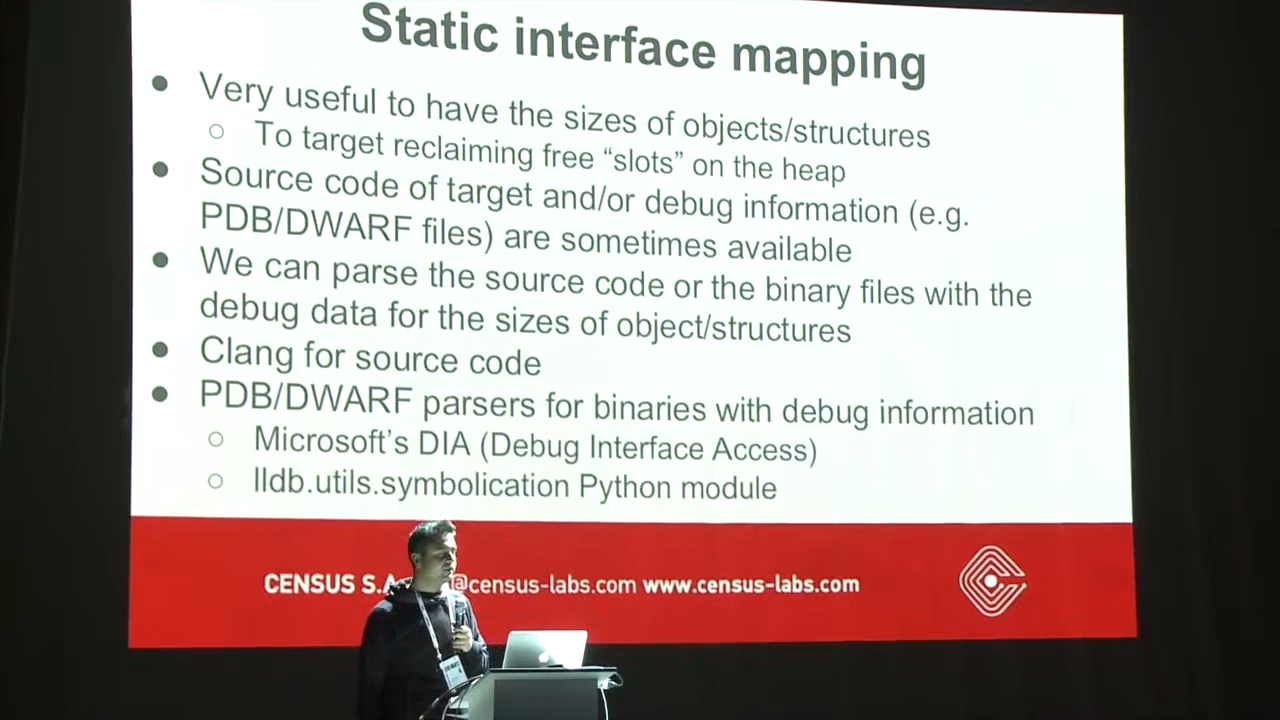 Static interface mapping
● Very useful to have the sizes of objects/structures
○ To target reclaiming free “slots” on the heap
● Source code of target and/or debug information (e.g.
PDB/DWARF files) are sometimes available
● We can parse the source code or the binary files with the
debug data for the sizes of object/structures
● Clang for source code
● PDB/DWARF parsers for binaries with debug information
○ Microsoft’s DIA (Debug Interface Access)
○ lldb.utils.symbolication Python module
CENSUS @census-labs.com www.census-labs.com